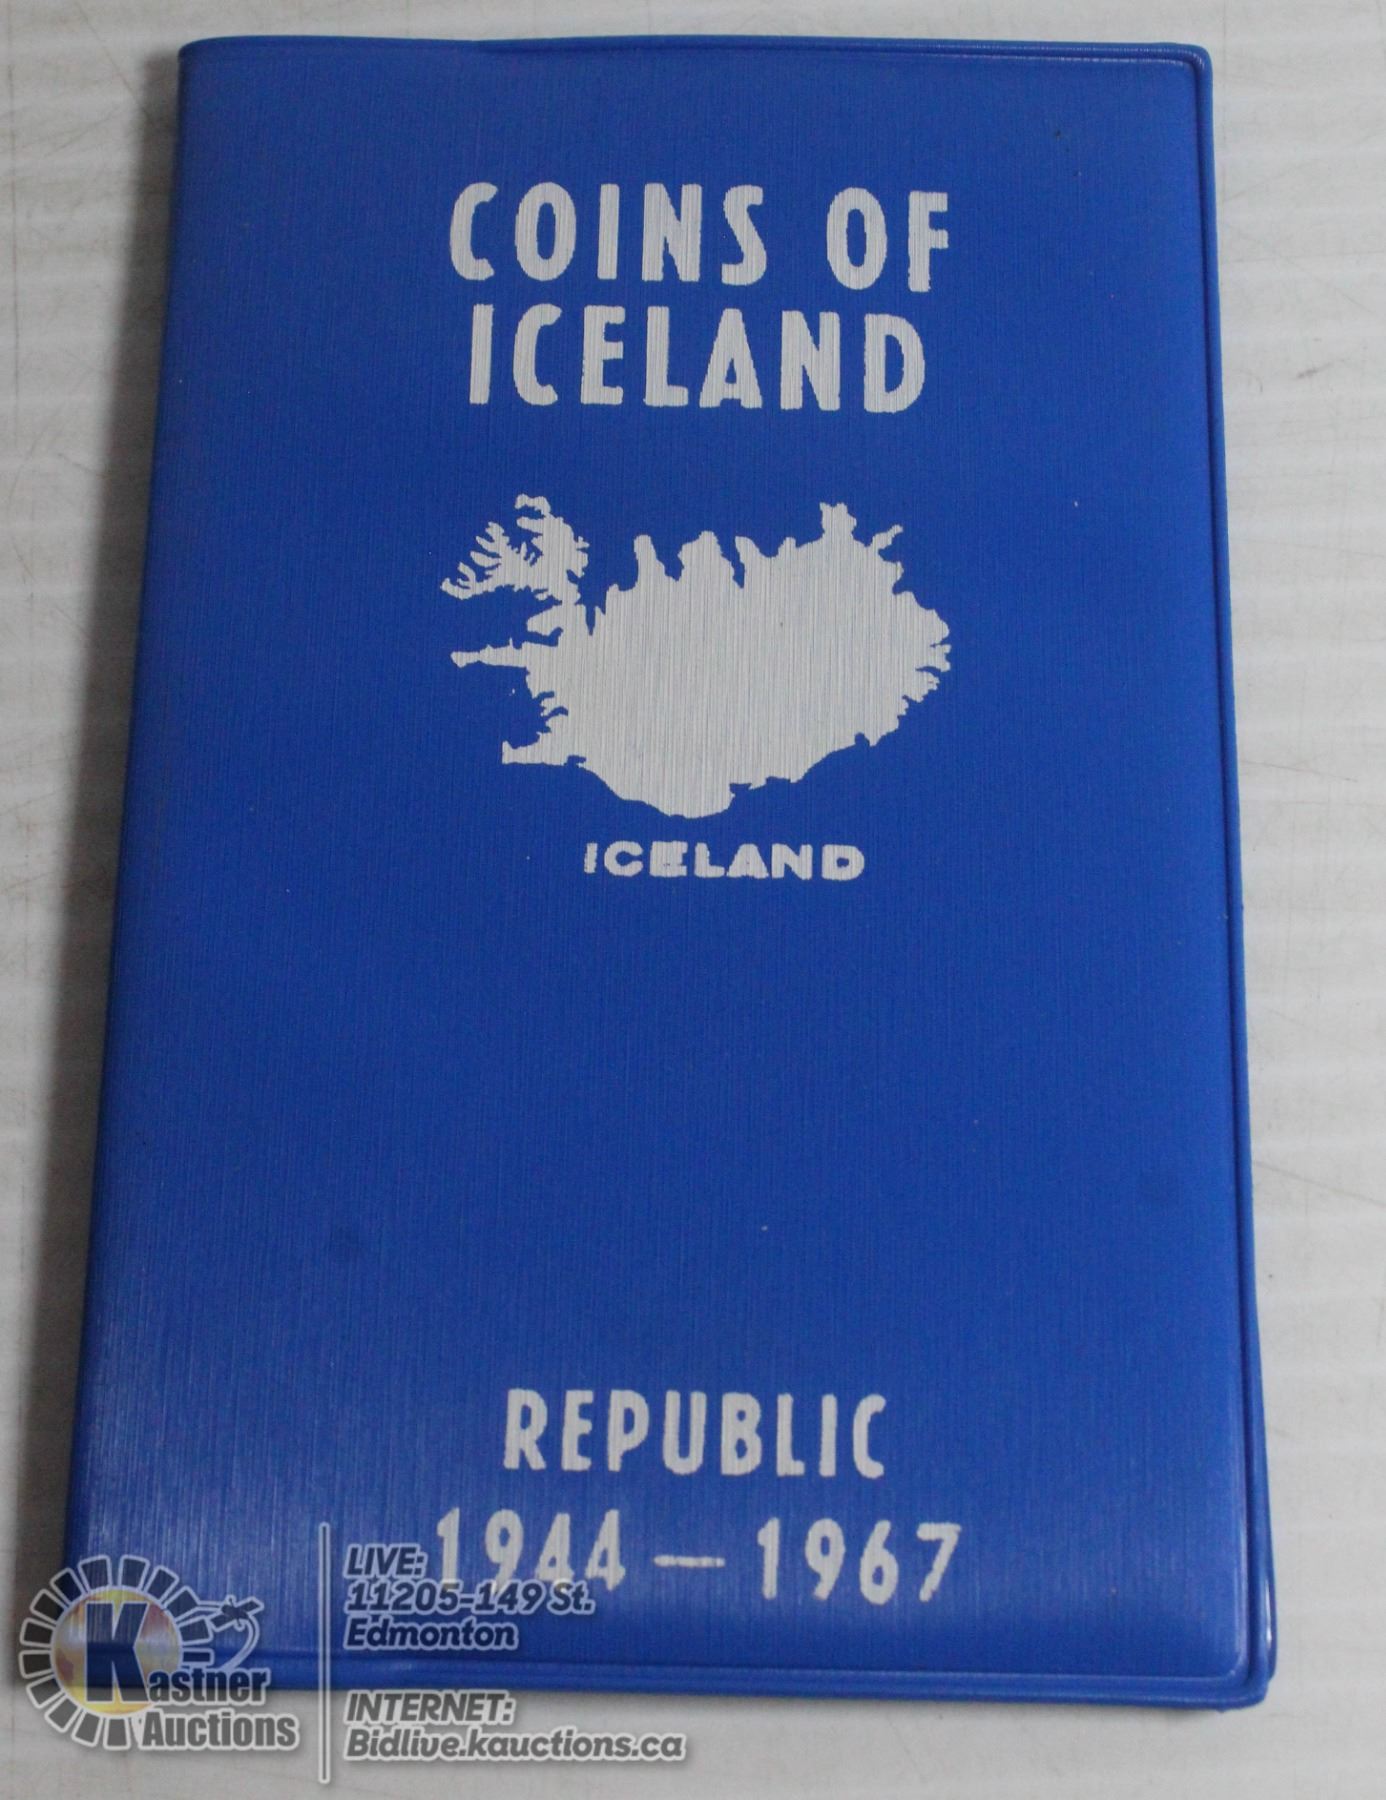 COINS OF
ICELAND
ICELAND
REPUBLIC
1944 — 1967
Kastner
Auctions
LIVE:
11205-149 St.
Edmonton
INTERNET:
Bidlive.kauctions.ca